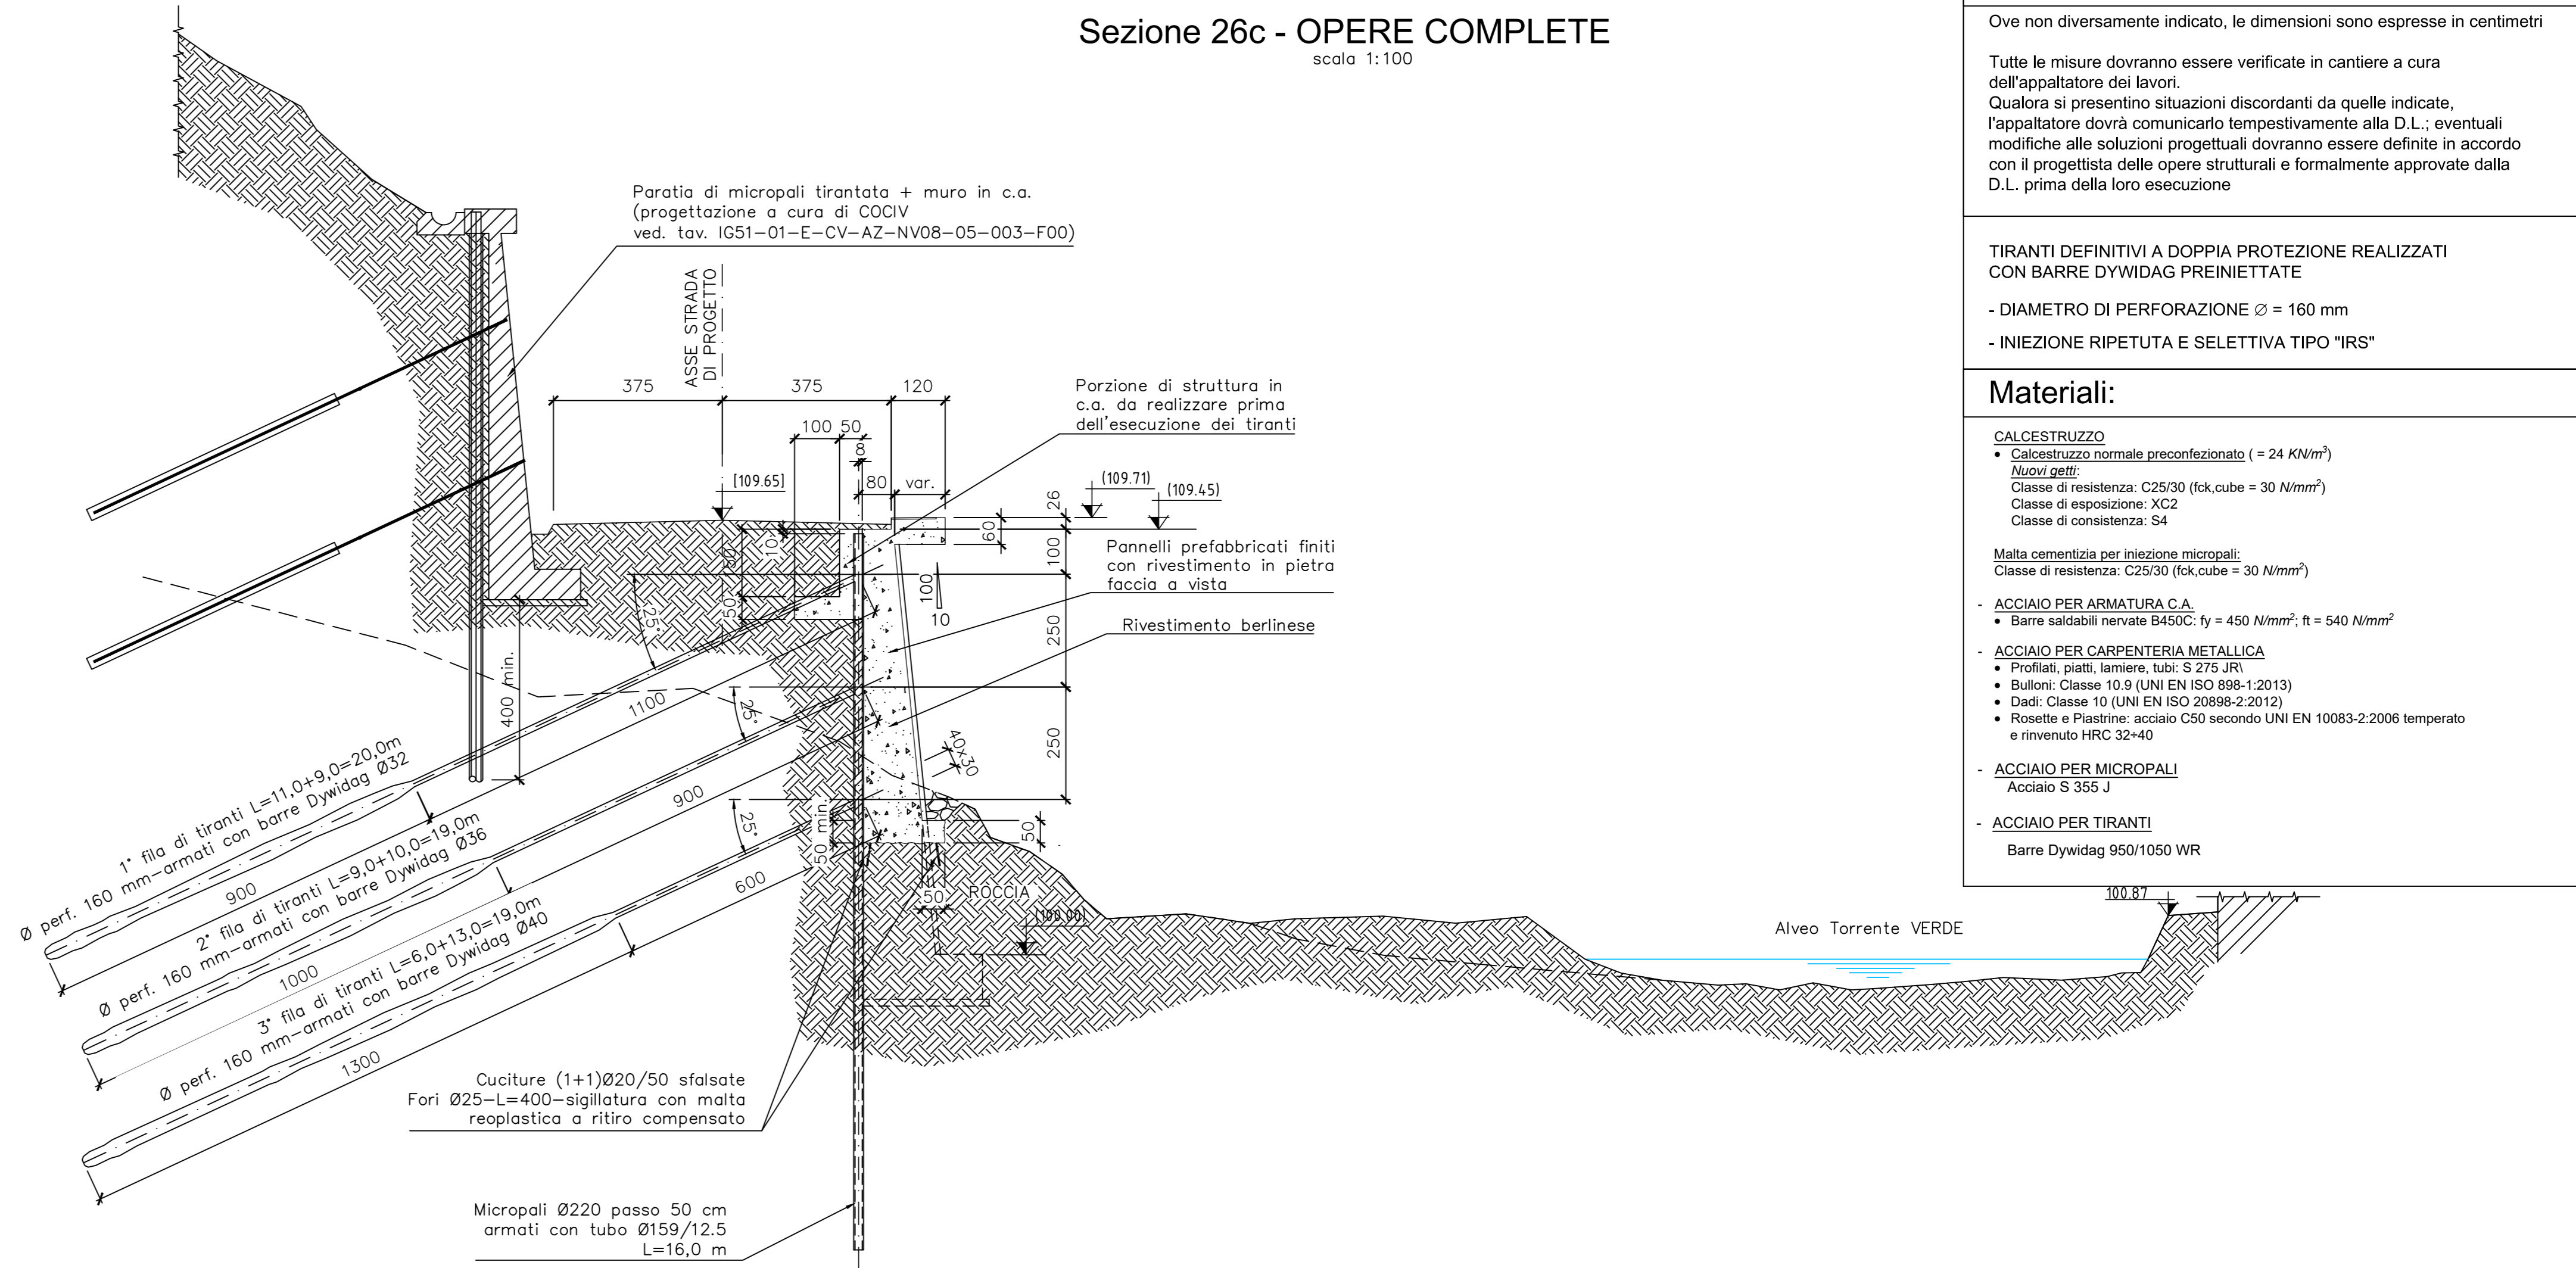 Sezione 26c - OPERE COMPLETE
scala 1:100
Paratia di micropali tirantata + muro in c.a.
(progettazione a cura di COCIV
ved. tav. IG51-01-E-CV-AZ-NV08-05-003-F00)
ASSE STRADA
DI PROGETTO
375
375
120
100
50
8
80
var.
[109.65]
Porzione di struttura in
c.a. da realizzare prima
dell'esecuzione dei tiranti
(109.71)
(109.45)
26
60
100
250
250
10
150
50
100
10
Pannelli prefabbricati finiti
con rivestimento in pietra
faccia a vista
Rivestimento berlinese
25°
25°
25°
400 min.
40x30
50 min.
50
50
ROCCIA
[100.00]
1100
900
600
1° fila di tiranti L=11,0+9,0=20,0m
Ø perf. 160 mm-armati con barre Dywidag Ø32
900
2° fila di tiranti L=9,0+10,0=19,0m
Ø perf. 160 mm-armati con barre Dywidag Ø36
1000
3° fila di tiranti L=6,0+13,0=19,0m
Ø perf. 160 mm-armati con barre Dywidag Ø40
1300
Cuciture (1+1)Ø20/50 sfalsate
Fori Ø25-L=400-sigillatura con malta
reoplastica a ritiro compensato
Micropali Ø220 passo 50 cm
armati con tubo Ø159/12.5
L=16,0 m
Alveo Torrente VERDE
100.87
Ove non diversamente indicato, le dimensioni sono espresse in centimetri
Tutte le misure dovranno essere verificate in cantiere a cura
dell'appaltatore dei lavori.
Qualora si presentino situazioni discordanti da quelle indicate,
l'appaltatore dovrà comunicarlo tempestivamente alla D.L.; eventuali
modifiche alle soluzioni progettuali dovranno essere definite in accordo
con il progettista delle opere strutturali e formalmente approvate dalla
D.L. prima della loro esecuzione
TIRANTI DEFINITIVI A DOPPIA PROTEZIONE REALIZZATI
CON BARRE DYWIDAG PREINIETTATE
- DIAMETRO DI PERFORAZIONE ∅ = 160 mm
- INIEZIONE RIPETUTA E SELETTIVA TIPO "IRS"
Materiali:
CALCESTRUZZO
• Calcestruzzo normale preconfezionato ( = 24 KN/m³)
Nuovi getti:
Classe di resistenza: C25/30 (fck,cube = 30 N/mm²)
Classe di esposizione: XC2
Classe di consistenza: S4
Malta cementizia per iniezione micropali:
Classe di resistenza: C25/30 (fck,cube = 30 N/mm²)
- ACCIAIO PER ARMATURA C.A.
• Barre saldabili nervate B450C: fy = 450 N/mm²; ft = 540 N/mm²
- ACCIAIO PER CARPENTERIA METALLICA
• Profilati, piatti, lamiere, tubi: S 275 JR\
• Bulloni: Classe 10.9 (UNI EN ISO 898-1:2013)
• Dadi: Classe 10 (UNI EN ISO 20898-2:2012)
• Rosette e Piastrine: acciaio C50 secondo UNI EN 10083-2:2006 temperato
e rinvenuto HRC 32÷40
- ACCIAIO PER MICROPALI
Acciaio S 355 J
- ACCIAIO PER TIRANTI
Barre Dywidag 950/1050 WR